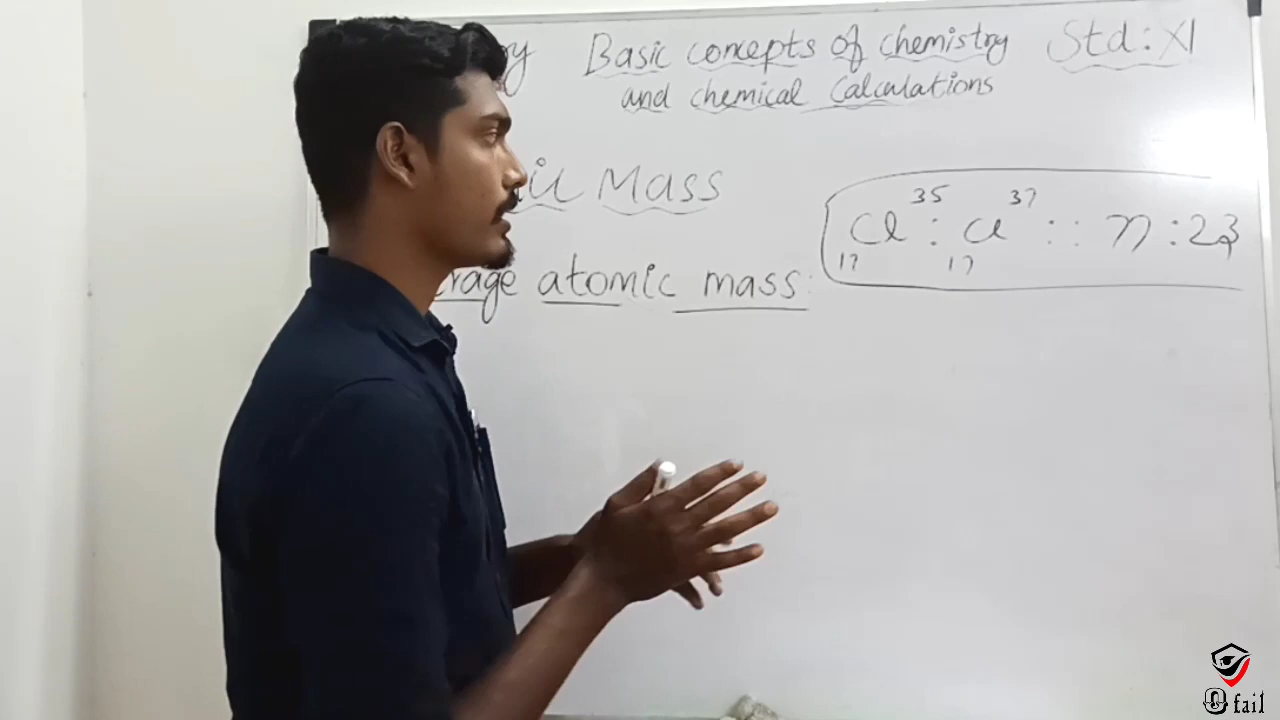 Basic concepts of chemistry Std: XI
and chemical calculations
Mass
35 37
Cl : Cl : : n : 23
17 17
atomic mass:
0 fail